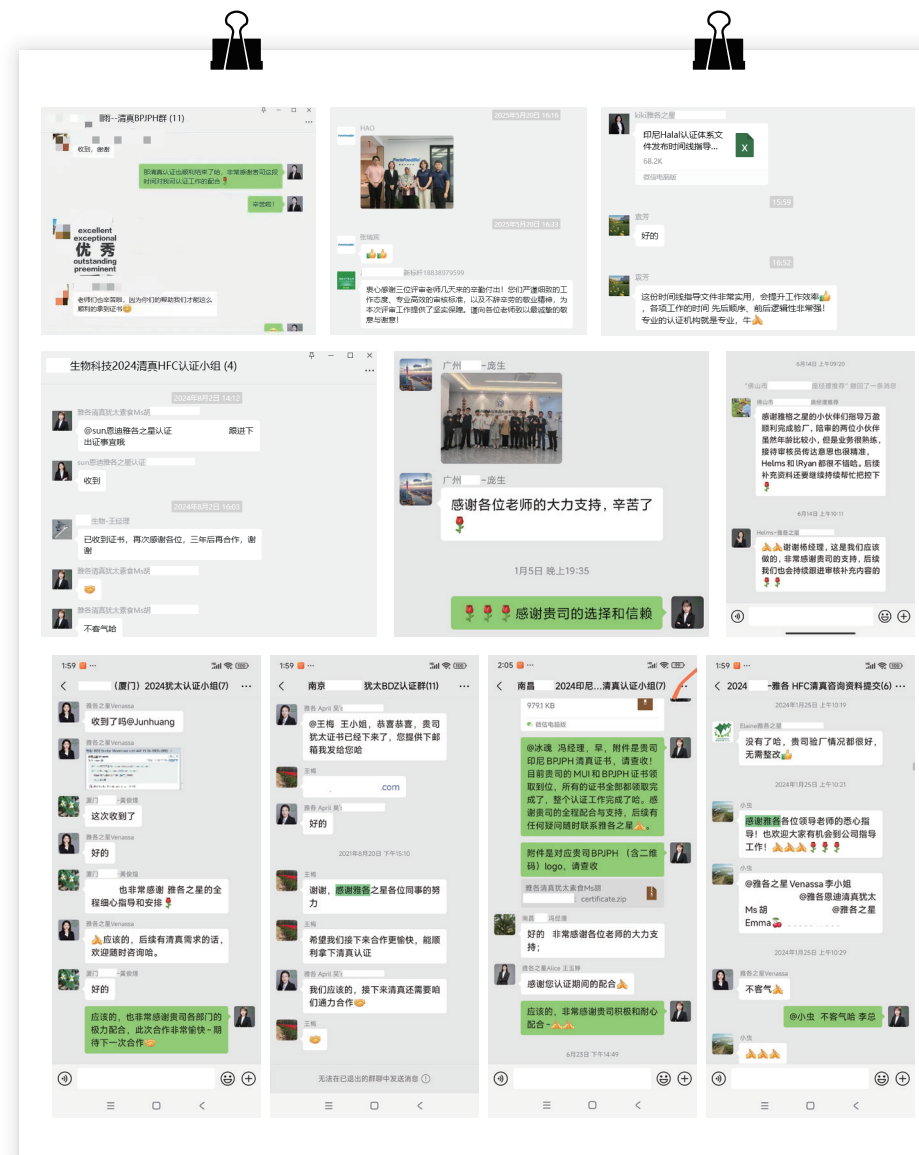 雨--清真BPJPH群 (11)
收到，谢谢
那清真认证也顺利结束了哈，非常感谢贵司这段
时间对我司认证工作的配合🌹
辛苦啦！
excellent
exceptional
优 秀
outstanding
preeminent
老师们也辛苦啦，因为你们的帮助我们才能这么
顺利的拿到证书😊
2025年5月20日 16:16
HAO
2025年5月20日 16:33
张瑞宾
👍👍
新标杆18838979599
衷心感谢三位评审老师几天来的辛勤付出！您们严谨细致的工
作态度、专业高效的审核标准，以及不辞辛劳的敬业精神，为
本次评审工作提供了坚实保障。谨向各位老师致以最诚挚的敬
意与谢意！
kiki雅各之星
印尼Halal认证体系文
件发布时间线指导...
68.2K
微信电脑版
15:59
袁芳
好的
16:52
袁芳
这份时间线指导文件非常实用，会提升工作效率👍
，各项工作的时间 先后顺序、前后逻辑性非常强！
专业的认证机构就是专业，牛🙏
生物科技2024清真HFC认证小组 (4)
2024年8月2日 14:12
雅各清真犹太素食Ms胡
@sun恩迪雅各之星认证 跟进下
出证事宜哦
sun恩迪雅各之星认证
收到
2024年8月2日 16:03
生物-王经理
已收到证书，再次感谢各位，三年后再合作，谢
谢
雅各清真犹太素食Ms胡
🤝
雅各清真犹太素食Ms胡
不客气哈
广州 -庞生
广州 -庞生
感谢各位老师的大力支持，辛苦了
🌹
1月5日 晚上19:35
🌹🌹🌹感谢贵司的选择和信赖
6月14日 上午09:20
"佛山市 庞经理推荐" 撤回了一条消息
佛山市 庞经理推荐
感谢雅格之星的小伙伴们指导万盈
顺利完成验厂，陪审的两位小伙伴
虽然年龄比较小，但是业务很熟练，
接待审核员传达意思也很精准，
Helms 和 lRyan 都很不错哈。后续
补充资料还要继续持续帮忙把控下
🌹
6月14日 上午10:11
Helms-雅各之星
🙏🙏谢谢杨经理，这是我们应该
做的，非常感谢贵司的支持，后续
我们也会持续跟进审核补充内容的
🌹🌹
1:59
（厦门）2024犹太认证小组(7)
雅各之星Venassa
收到了吗@Junhuang
雅各之星Venassa
厦门 -黄俊煌
这次收到了
雅各之星Venassa
好的
厦门 -黄俊煌
也非常感谢 雅各之星的全
程细心指导和安排🌹
雅各之星Venassa
🙏应该的，后续有清真需求的话，
欢迎随时咨询哈。
厦门 -黄俊煌
好的
应该的，也非常感谢贵司各部门的
极力配合，此次合作非常愉快~期
待下一次合作🤝
1:59
南京 犹太BDZ认证群(11)
雅各 April 吴
@王梅 王小姐，恭喜恭喜，贵司
犹太证书已经下来了，您提供下邮
箱我发给您哈
王梅
.com
雅各 April 吴
好的
2021年8月20日 下午15:10
王梅
谢谢，感谢雅各之星各位同事的努
力
王梅
希望我们接下来合作更愉快，能顺
利拿下清真认证
雅各 April 吴
我们应该的，接下来清真还需要咱
们通力合作🤝
王梅
🤝
无法在已退出的群聊中发送消息
2:05
南昌 2024印尼...清真认证小组(7)
979.1 KB
微信电脑版
@冰魂 冯经理，早，附件是贵司
印尼 BPJPH 清真证书，请查收！
目前贵司的 MUI 和 BPJPH 证书领
取到位，所有的证书全部都领取完
成了，整个认证工作完成了哈。感
谢贵司的全程配合与支持，后续有
任何疑问随时联系雅各之星🙏。
附件是对应贵司 BPJPH （含二维
码）logo，请查收
雅各清真犹太素食Ms胡
: certificate.zip
南昌 冯经理
好的 非常感谢各位老师的大力支
持；
雅各之星Alice 王玉婷
感谢您认证期间的配合🙏
应该的，非常感谢贵司积极和耐心
配合~🙏🙏
6月23日 下午14:49
1:59
2024 -雅各 HFC清真咨询资料提交(6)
2024年1月25日 上午10:19
Elaine雅各之星
没有了哈，贵司验厂情况都很好，
无需整改👍
2024年1月25日 上午10:21
小虫
感谢雅各各位领导老师的悉心指
导！也欢迎大家有机会到公司指导
工作！🙏🙏🙏🌹🌹🌹
小虫
@雅各之星 Venassa 李小姐
@雅各恩迪清真犹太
Ms 胡 @雅各之星
Emma🍒
2024年1月25日 上午10:29
雅各之星Venassa
不客气🙏
@小虫 不客气哈 李总
小虫
🙏🙏🙏